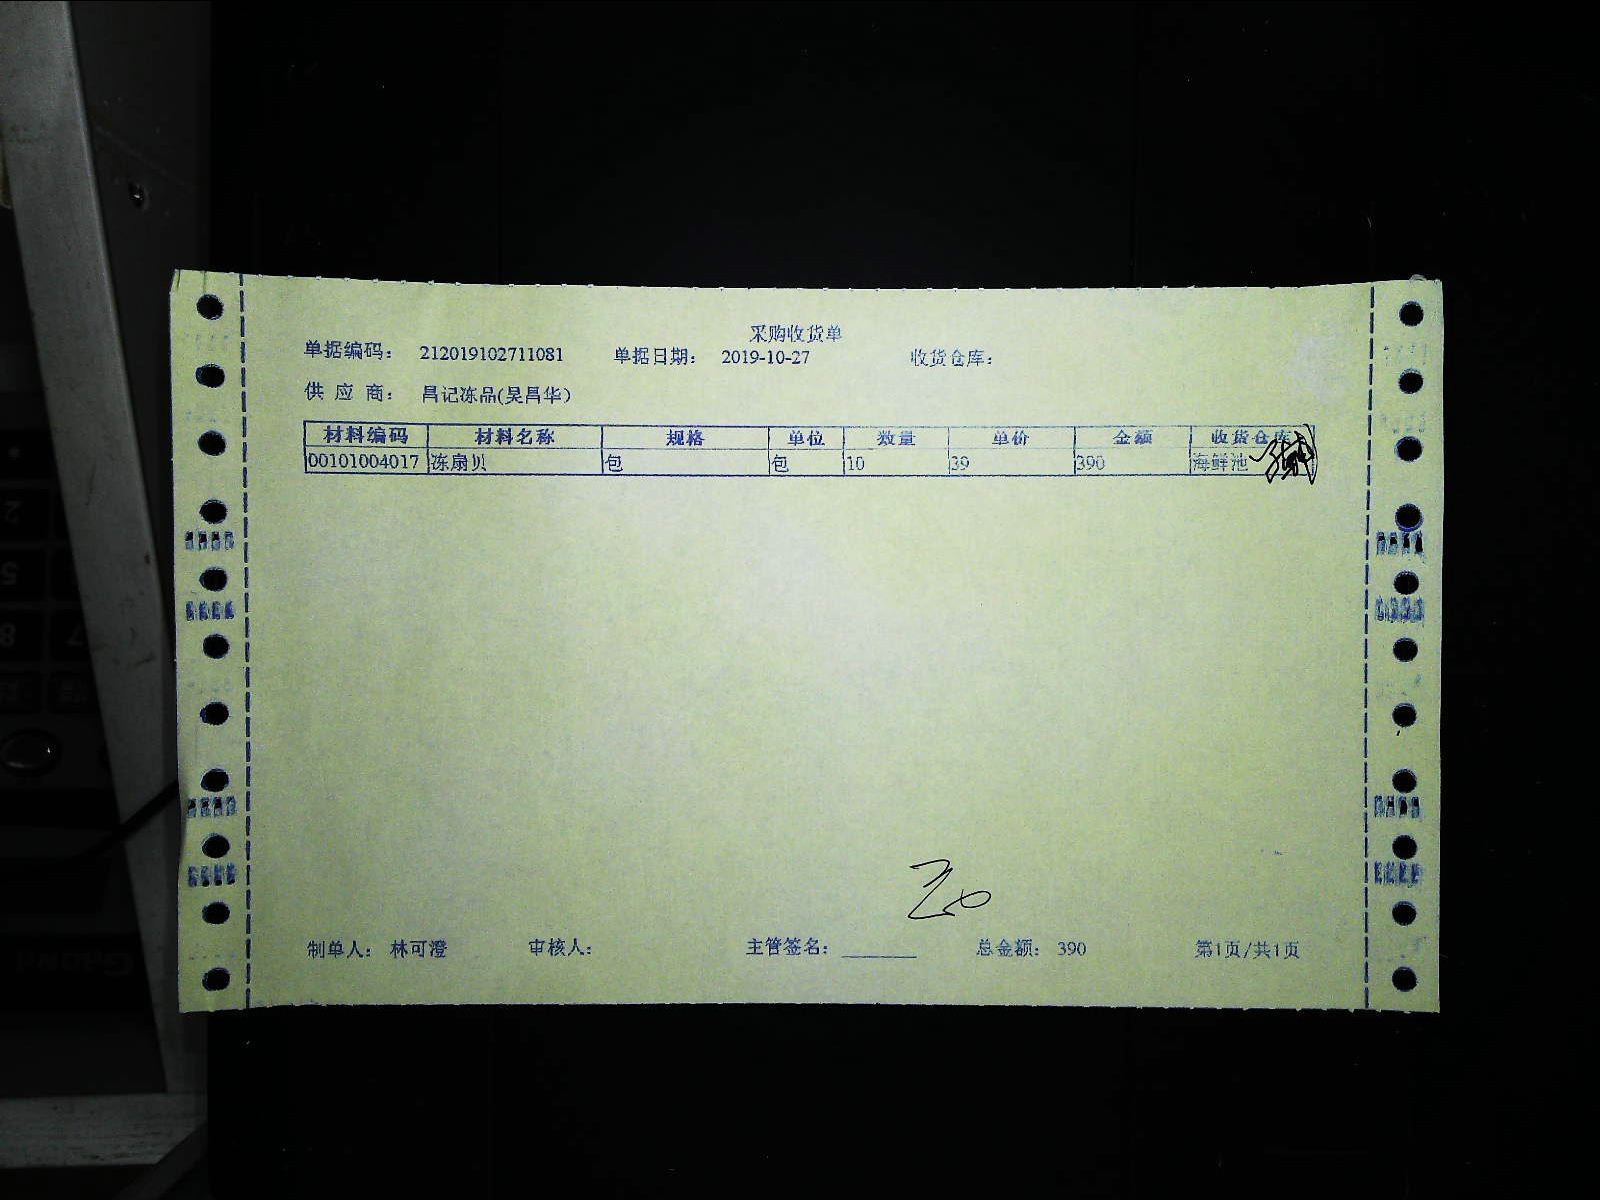 采购收货单
单据编码： 212019102711081 单据日期： 2019-10-27 收货仓库：
供 应 商： 昌记冻品(吴昌华)
材料编码 材料名称 规格 单位 数量 单价 金额 收货仓库
00101004017 冻扇贝 包 包 10 39 390 海鲜池
制单人： 林可澄 审核人： 主管签名： 总金额： 390 第1页/共1页